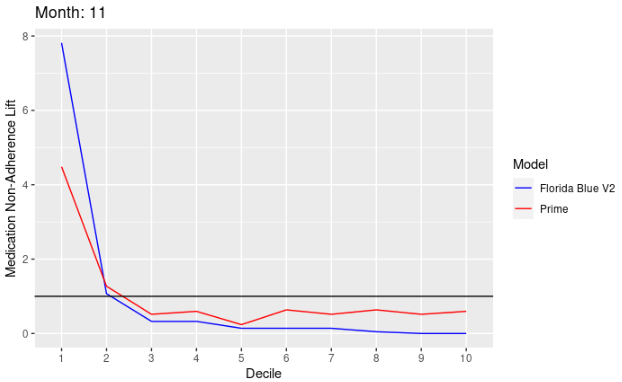 Month: 11
Medication Non-Adherence Lift
8
6
4
2
0
1 2 3 4 5 6 7 8 9 10
Decile
Model
Florida Blue V2
Prime